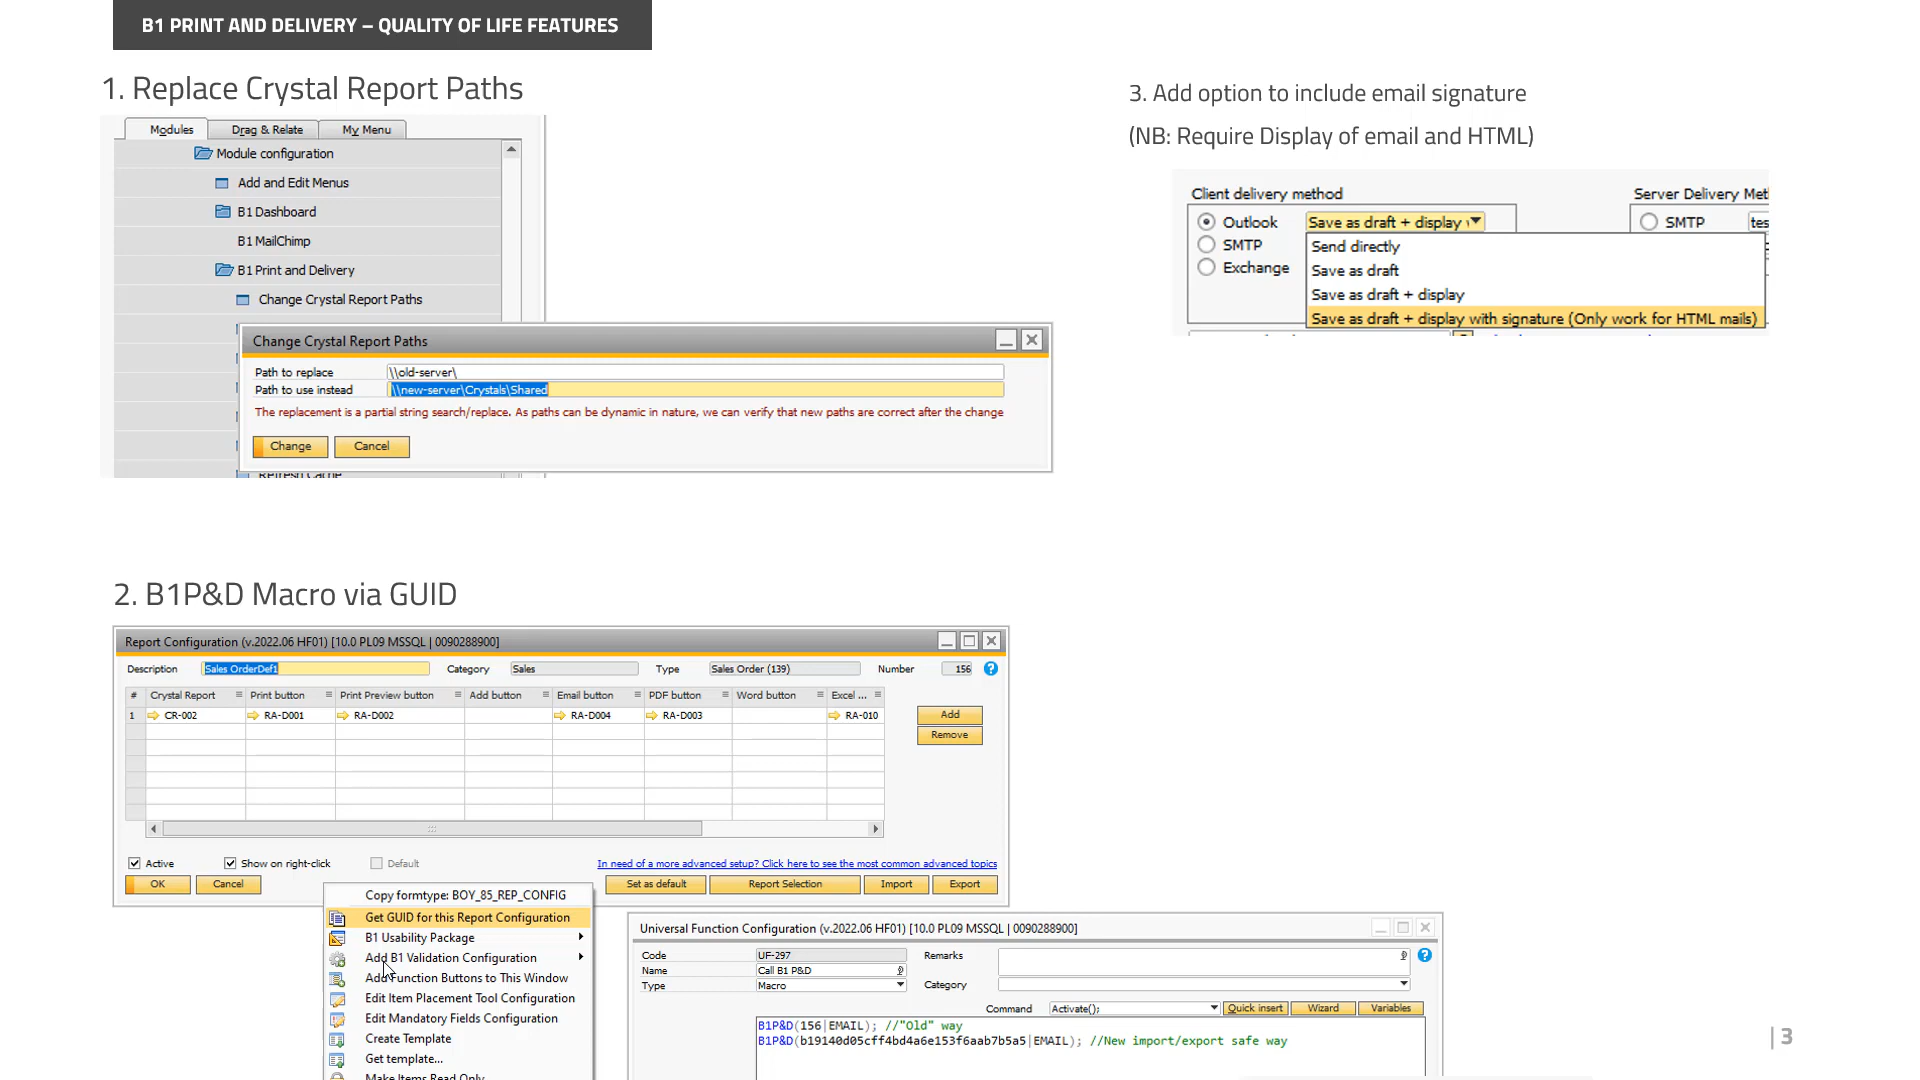 B1 PRINT AND DELIVERY – QUALITY OF LIFE FEATURES
1. Replace Crystal Report Paths
Modules Drag & Relate My Menu
Module configuration
Add and Edit Menus
B1 Dashboard
B1 MailChimp
B1 Print and Delivery
Change Crystal Report Paths
Change Crystal Report Paths
Path to replace \\old-server\
Path to use instead \\new-server\Crystals\Shared
The replacement is a partial string search/replace. As paths can be dynamic in nature, we can verify that new paths are correct after the change
Change Cancel
Refresh Cache
3. Add option to include email signature
(NB: Require Display of email and HTML)
Client delivery method Server Delivery Met
Outlook Save as draft + display SMTP tes
SMTP Send directly
Exchange Save as draft
Save as draft + display
Save as draft + display with signature (Only work for HTML mails)
2. B1P&D Macro via GUID
Report Configuration (v.2022.06 HF01) [10.0 PL09 MSSQL | 0090288900]
Description Sales OrderDef1 Category Sales Type Sales Order (139) Number 156
# Crystal Report Print button Print Preview button Add button Email button PDF button Word button Excel ...
1 CR-002 RA-D001 RA-D002 RA-D004 RA-D003 RA-010
Add
Remove
Active Show on right-click Default In need of a more advanced setup? Click here to see the most common advanced topics
OK Cancel Set as default Report Selection Import Export
Copy formtype: BOY_85_REP_CONFIG
Get GUID for this Report Configuration
B1 Usability Package
Add B1 Validation Configuration
Add Function Buttons to This Window
Edit Item Placement Tool Configuration
Edit Mandatory Fields Configuration
Create Template
Get template...
Make Items Read Only
Universal Function Configuration (v.2022.06 HF01) [10.0 PL09 MSSQL | 0090288900]
Code UF-297 Remarks
Name Call B1 P&D
Type Macro Category
Command Activate(); Quick insert Wizard Variables
B1P&D(156|EMAIL); //"Old" way
B1P&D(b19140d05cff4bd4a6e153f6aab7b5a5|EMAIL); //New import/export safe way
| 3